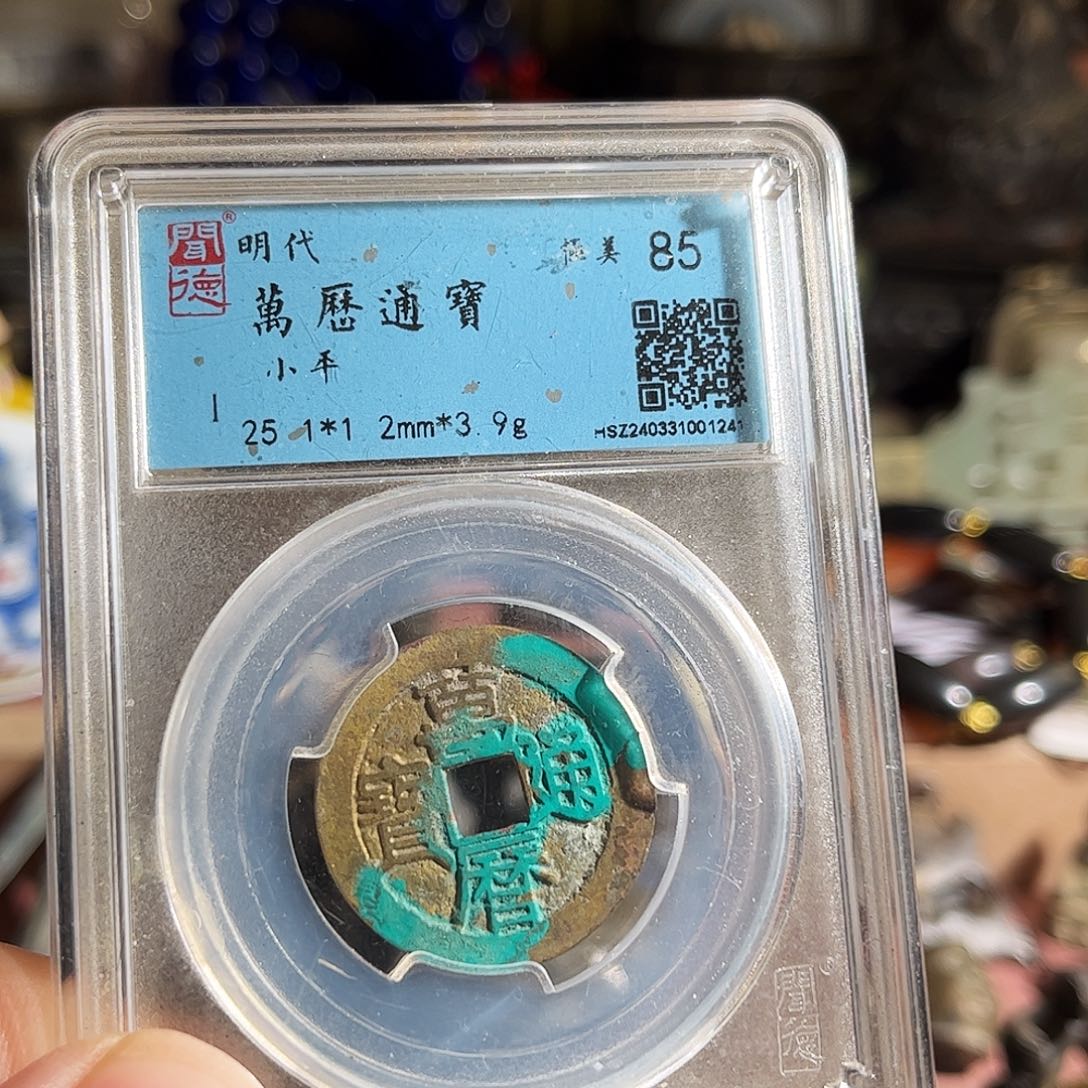 聞德®
明代
極美 85
萬曆通寶
小平
25.1*1.2mm*3.9g
HSZ240331001241
萬曆通寶
聞德